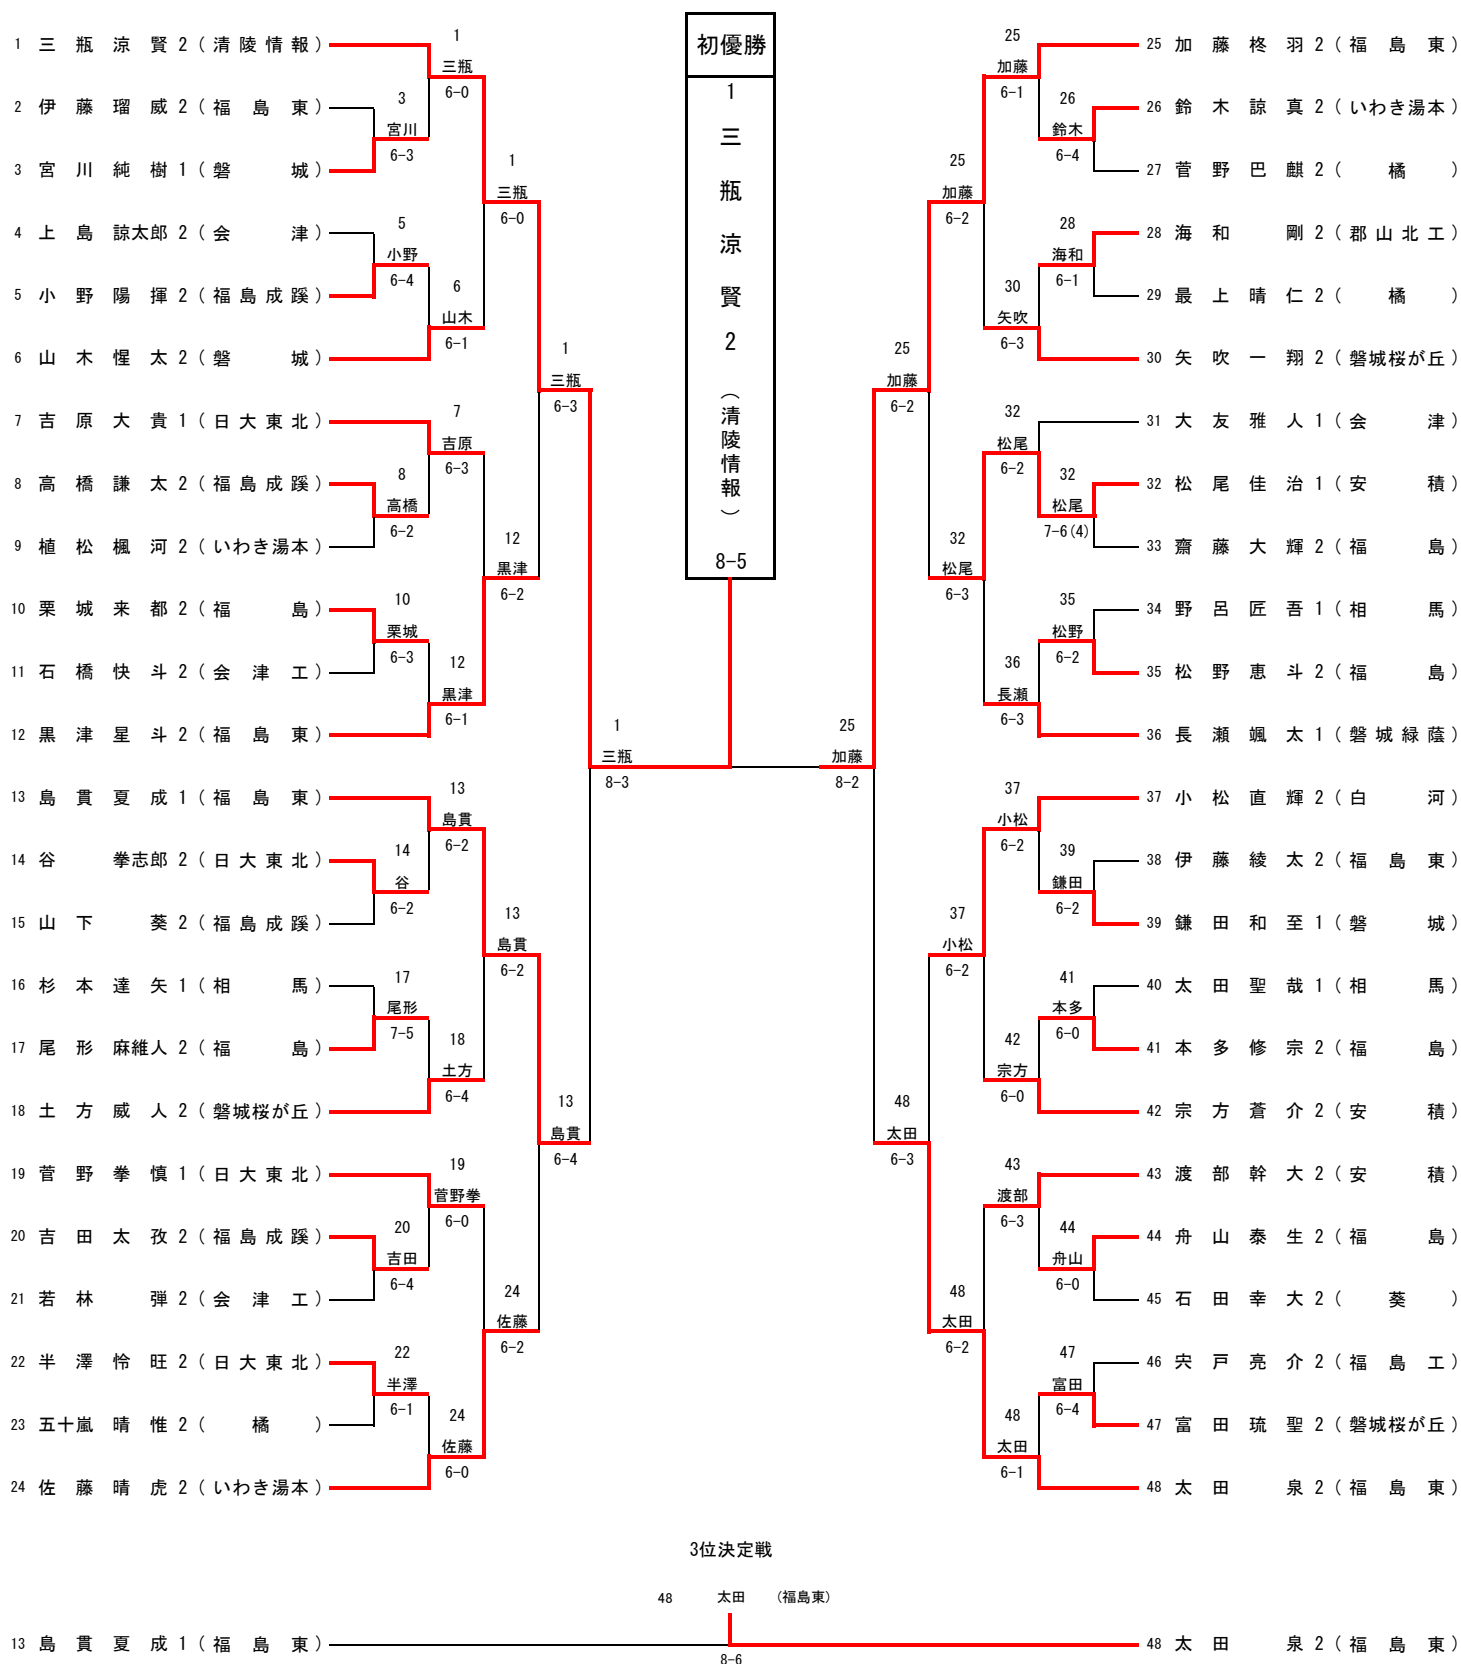 初優勝
1
三
瓶
涼
賢
2
（清陵情報）
8-5
1 三瓶涼賢 2（清陵情報）
2 伊藤瑠威 2（福島東）
3 宮川純樹 1（磐城）
4 上島諒太郎 2（会津）
5 小野陽揮 2（福島成蹊）
6 山木惺太 2（磐城）
7 吉原大貴 1（日大東北）
8 高橋謙太 2（福島成蹊）
9 植松楓河 2（いわき湯本）
10 栗城来都 2（福島）
11 石橋快斗 2（会津工）
12 黒津星斗 2（福島東）
13 島貫夏成 1（福島東）
14 谷拳志郎 2（日大東北）
15 山下葵 2（福島成蹊）
16 杉本達矢 1（相馬）
17 尾形麻維人 2（福島）
18 土方威人 2（磐城桜が丘）
19 菅野拳慎 1（日大東北）
20 吉田太孜 2（福島成蹊）
21 若林弾 2（会津工）
22 半澤怜旺 2（日大東北）
23 五十嵐晴惟 2（橘）
24 佐藤晴虎 2（いわき湯本）
3 宮川 6-3
5 小野 6-4
8 高橋 6-2
10 栗城 6-3
14 谷 6-2
17 尾形 7-5
20 吉田 6-4
22 半澤 6-1
1 三瓶 6-0
6 山木 6-1
7 吉原 6-3
12 黒津 6-1
13 島貫 6-2
18 土方 6-4
19 菅野拳 6-0
24 佐藤 6-0
1 三瓶 6-0
12 黒津 6-2
13 島貫 6-2
24 佐藤 6-2
1 三瓶 6-3
13 島貫 6-4
1 三瓶 8-3
25 加藤 8-2
25 加藤 6-2
48 太田 6-3
25 加藤 6-2
32 松尾 6-3
37 小松 6-2
48 太田 6-2
25 加藤 6-1
30 矢吹 6-3
32 松尾 6-2
36 長瀬 6-3
37 小松 6-2
42 宗方 6-0
43 渡部 6-3
48 太田 6-1
26 鈴木 6-4
28 海和 6-1
32 松尾 7-6(4)
35 松野 6-2
39 鎌田 6-2
41 本多 6-0
44 舟山 6-0
47 富田 6-4
25 加藤柊羽 2（福島東）
26 鈴木諒真 2（いわき湯本）
27 菅野巴麒 2（橘）
28 海和剛 2（郡山北工）
29 最上晴仁 2（橘）
30 矢吹一翔 2（磐城桜が丘）
31 大友雅人 1（会津）
32 松尾佳治 1（安積）
33 齋藤大輝 2（福島）
34 野呂匠吾 1（相馬）
35 松野恵斗 2（福島）
36 長瀬颯太 1（磐城緑蔭）
37 小松直輝 2（白河）
38 伊藤綾太 2（福島東）
39 鎌田和至 1（磐城）
40 太田聖哉 1（相馬）
41 本多修宗 2（福島）
42 宗方蒼介 2（安積）
43 渡部幹大 2（安積）
44 舟山泰生 2（福島）
45 石田幸大 2（葵）
46 宍戸亮介 2（福島工）
47 富田琉聖 2（磐城桜が丘）
48 太田泉 2（福島東）
3位決定戦
48 太田（福島東）
13 島貫夏成 1（福島東）
48 太田泉 2（福島東）
8-6